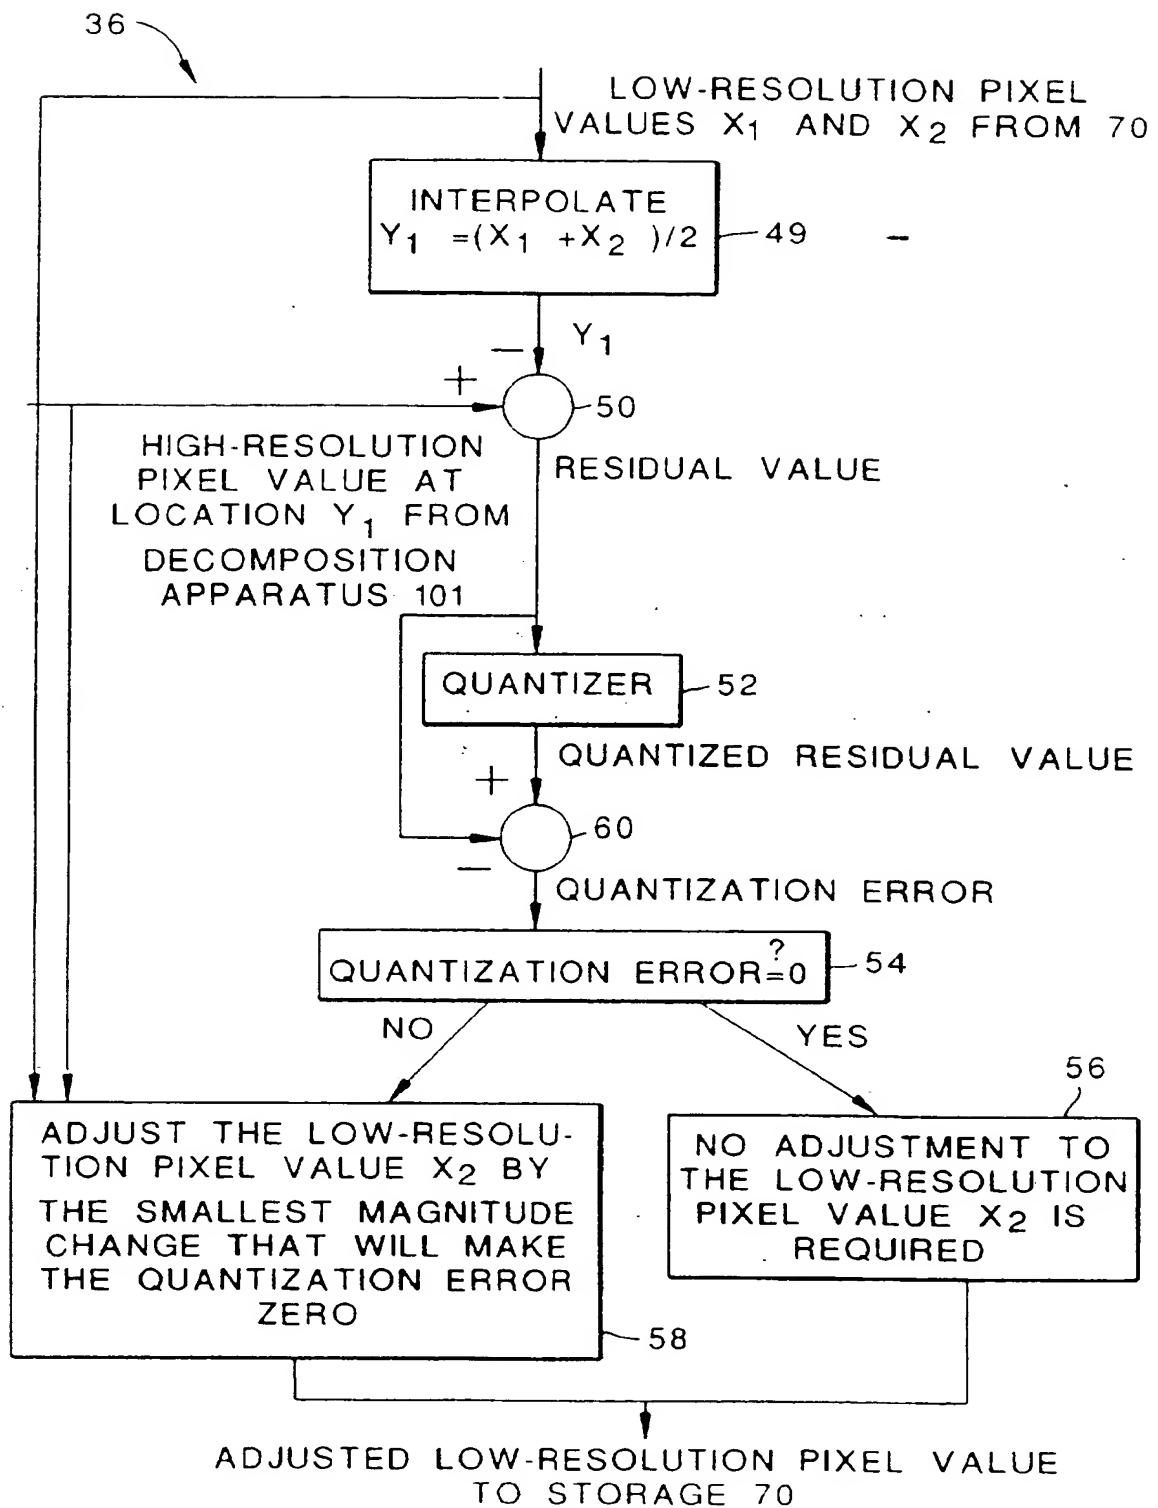 36
LOW-RESOLUTION PIXEL
VALUES X1 AND X2 FROM 70
INTERPOLATE
Y1 =(X1 +X2 )/2
49
Y1
−
+
50
HIGH-RESOLUTION
PIXEL VALUE AT
LOCATION Y1 FROM
DECOMPOSITION
APPARATUS 101
RESIDUAL VALUE
QUANTIZER
52
QUANTIZED RESIDUAL VALUE
+
60
−
QUANTIZATION ERROR
QUANTIZATION ERROR=?0
54
NO
YES
56
ADJUST THE LOW-RESOLU-
TION PIXEL VALUE X2 BY
THE SMALLEST MAGNITUDE
CHANGE THAT WILL MAKE
THE QUANTIZATION ERROR
ZERO
58
NO ADJUSTMENT TO
THE LOW-RESOLUTION
PIXEL VALUE X2 IS
REQUIRED
ADJUSTED LOW-RESOLUTION PIXEL VALUE
TO STORAGE 70